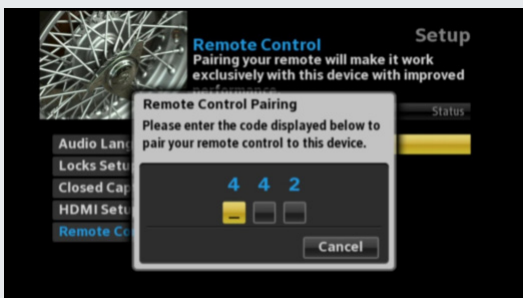 Setup
Remote Control
Pairing your remote will make it work
exclusively with this device with improved
performance.
Remote Control Pairing
Please enter the code displayed below to
pair your remote control to this device.
4 4 2
_
Cancel
Status
Audio Lang
Locks Setu
Closed Cap
HDMI Setu
Remote Co